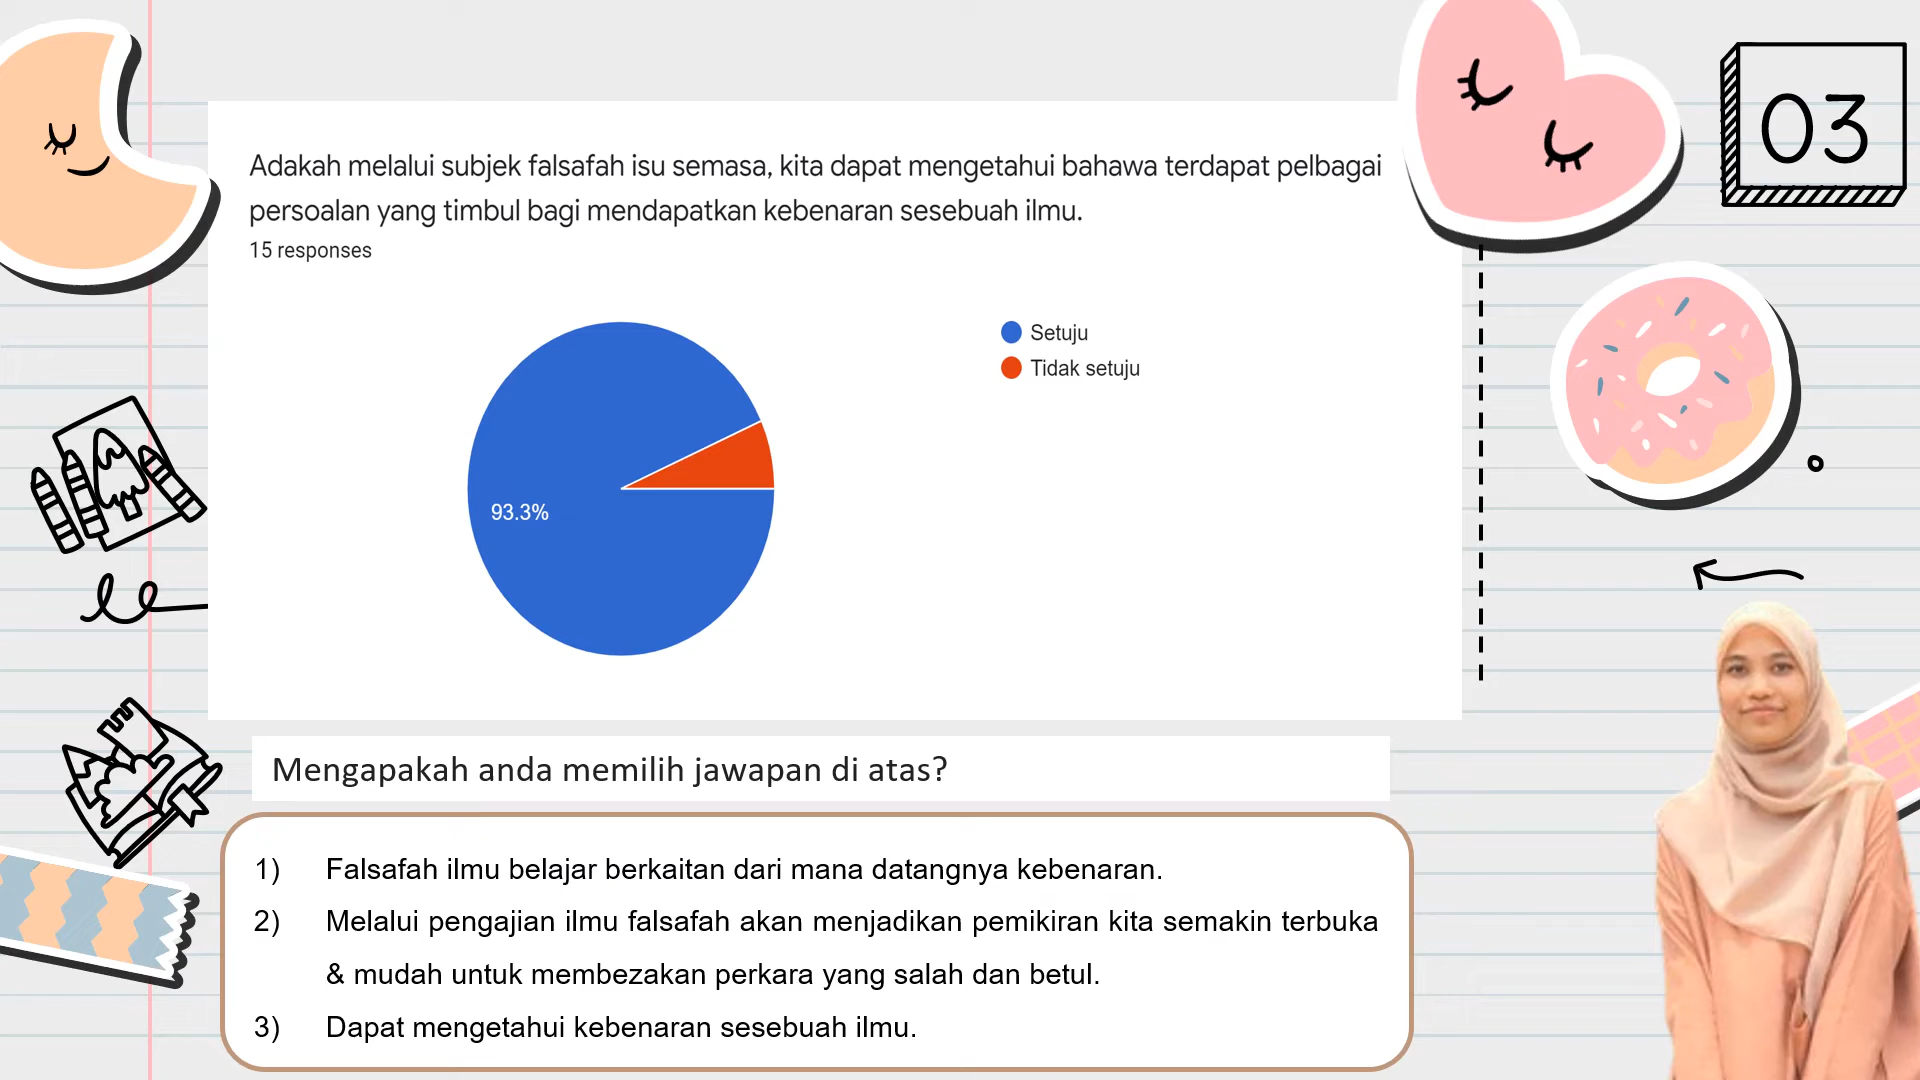 03
Adakah melalui subjek falsafah isu semasa, kita dapat mengetahui bahawa terdapat pelbagai
persoalan yang timbul bagi mendapatkan kebenaran sesebuah ilmu.
15 responses
Setuju
Tidak setuju
93.3%
Mengapakah anda memilih jawapan di atas?
1) Falsafah ilmu belajar berkaitan dari mana datangnya kebenaran.
2) Melalui pengajian ilmu falsafah akan menjadikan pemikiran kita semakin terbuka
& mudah untuk membezakan perkara yang salah dan betul.
3) Dapat mengetahui kebenaran sesebuah ilmu.